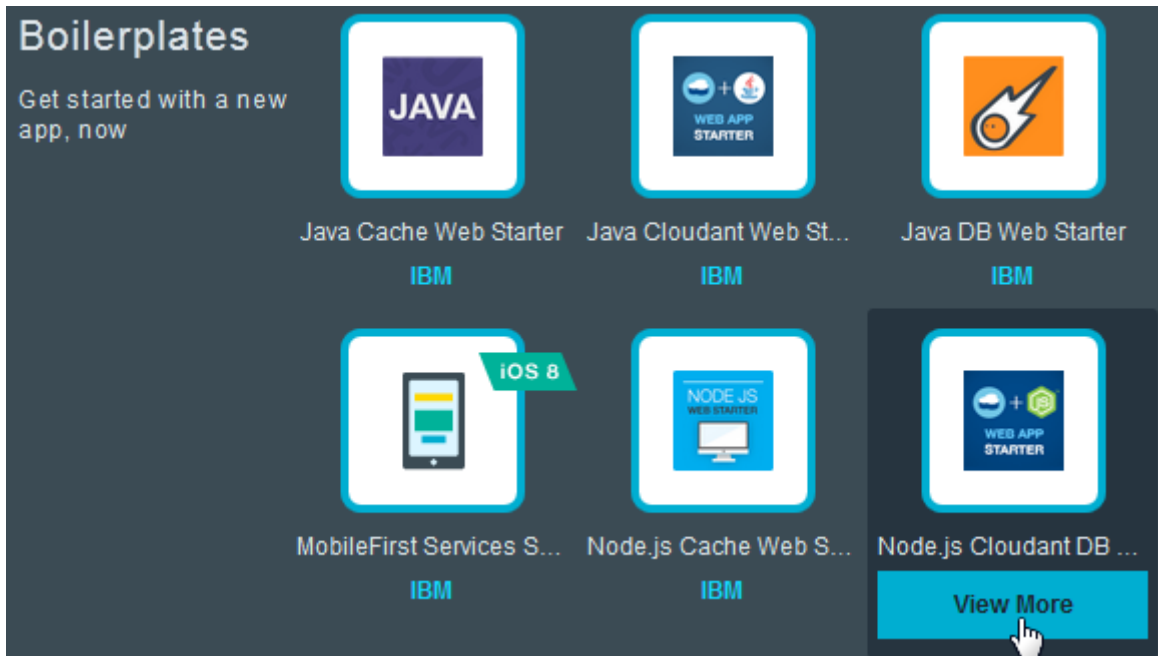 Boilerplates
Get started with a new
app, now
JAVA
Java Cache Web Starter
IBM
+
WEB APP
STARTER
Java Cloudant Web St...
IBM
Java DB Web Starter
IBM
iOS 8
MobileFirst Services S...
IBM
NODE JS
WEB STARTER
Node.js Cache Web S...
IBM
+ JS
WEB APP
STARTER
Node.js Cloudant DB ...
View More